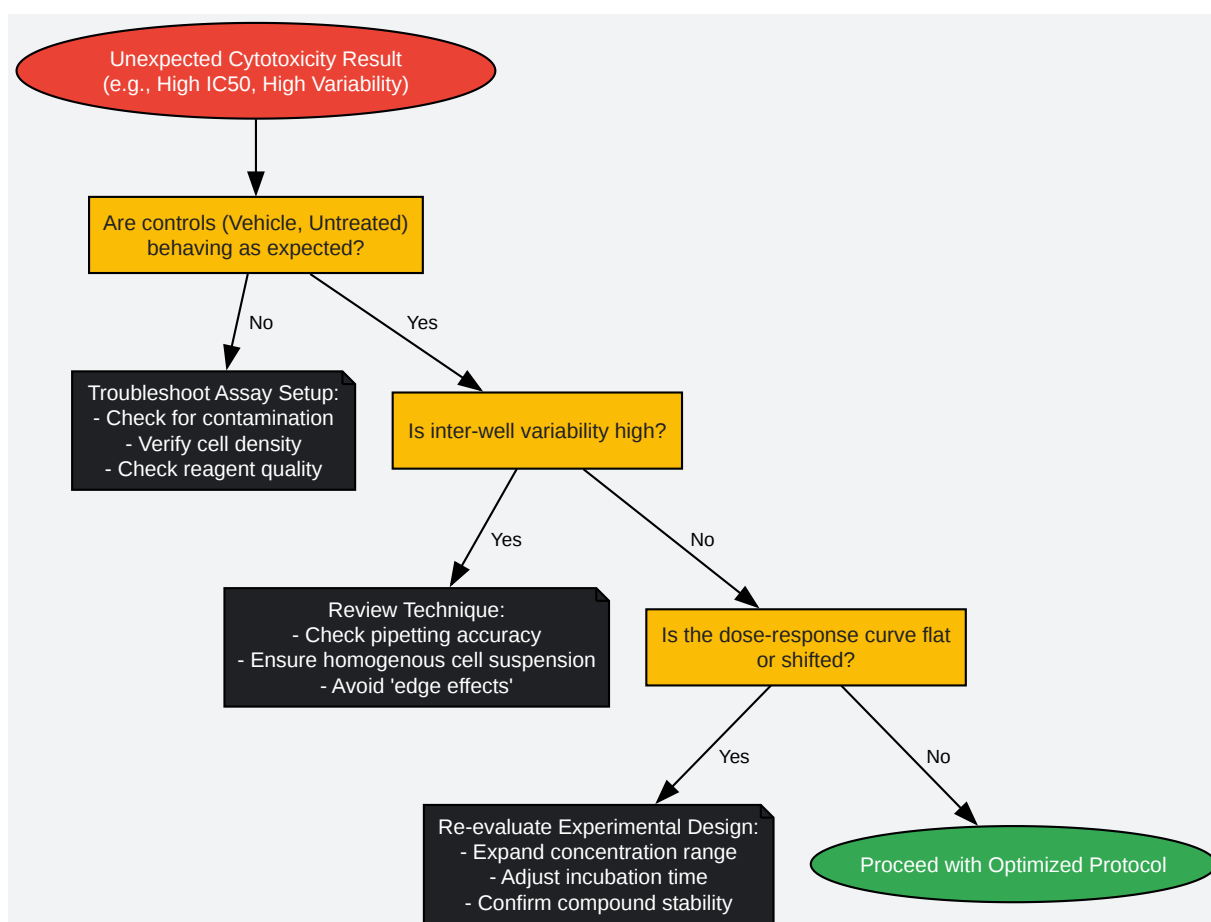 Unexpected Cytotoxicity Result
(e.g., High IC50, High Variability)
Are controls (Vehicle, Untreated)
behaving as expected?
No
Yes
Troubleshoot Assay Setup:
- Check for contamination
- Verify cell density
- Check reagent quality
Is inter-well variability high?
Yes
No
Review Technique:
- Check pipetting accuracy
- Ensure homogenous cell suspension
- Avoid 'edge effects'
Is the dose-response curve flat
or shifted?
Yes
No
Re-evaluate Experimental Design:
- Expand concentration range
- Adjust incubation time
- Confirm compound stability
Proceed with Optimized Protocol